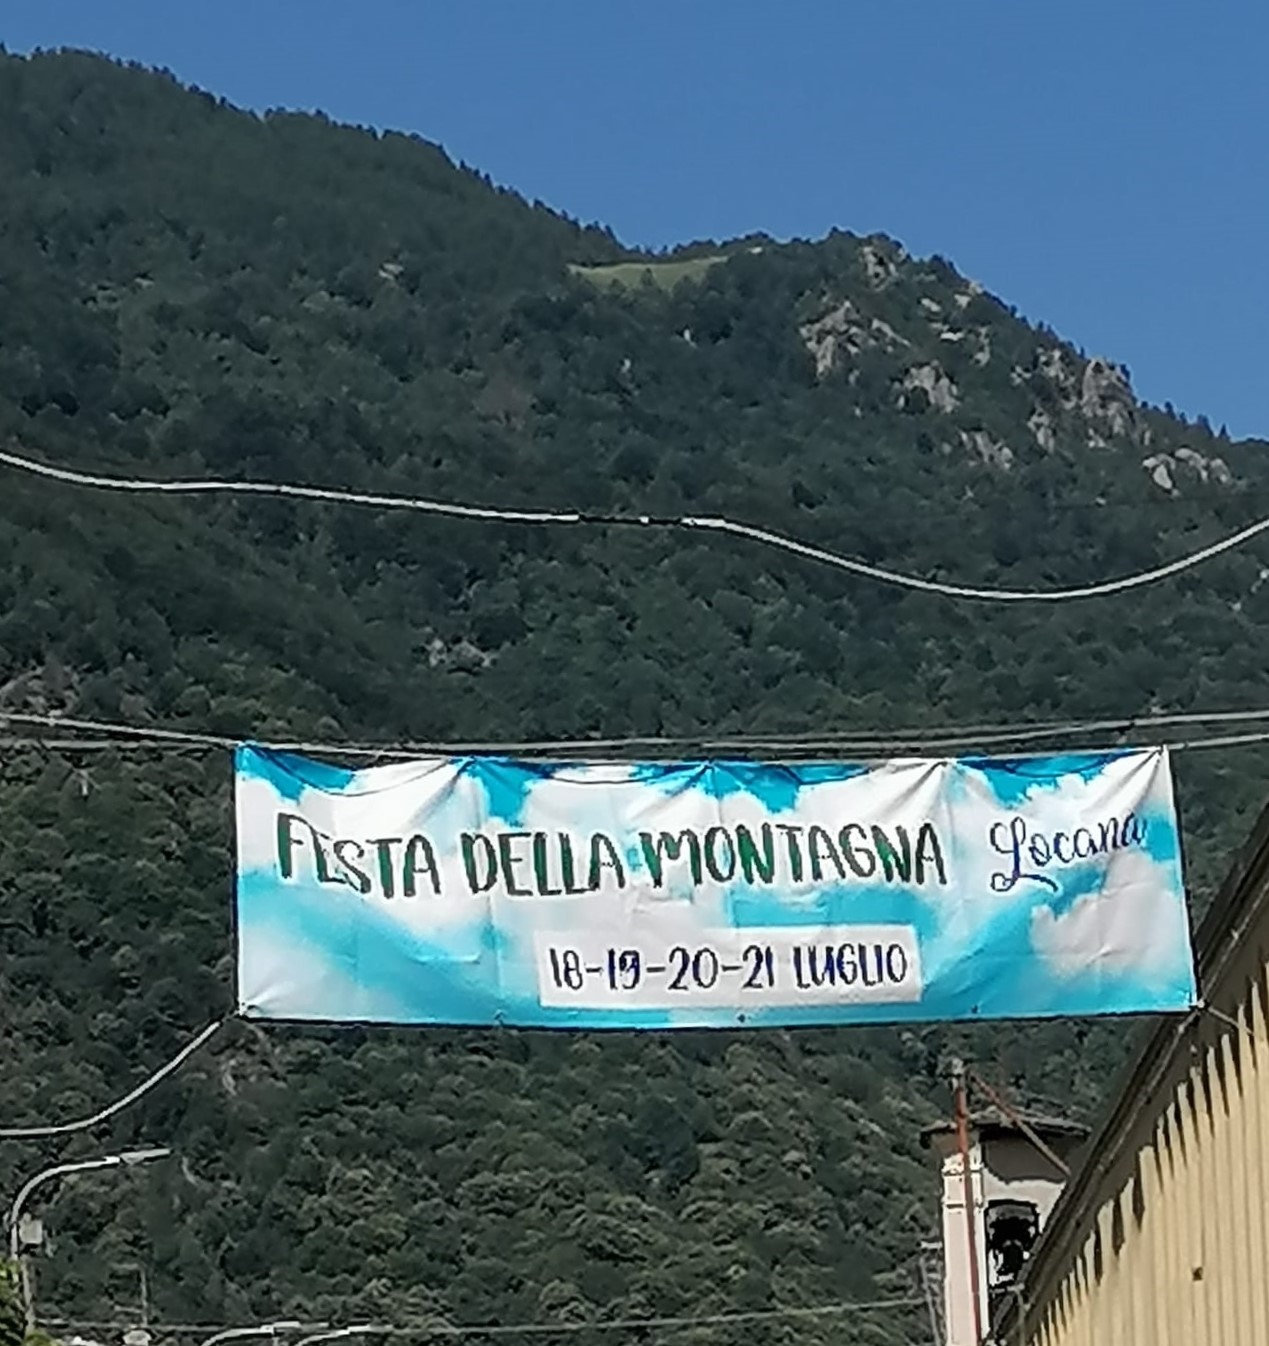 FESTA DELLA MONTAGNA Locana
18-19-20-21 LUGLIO